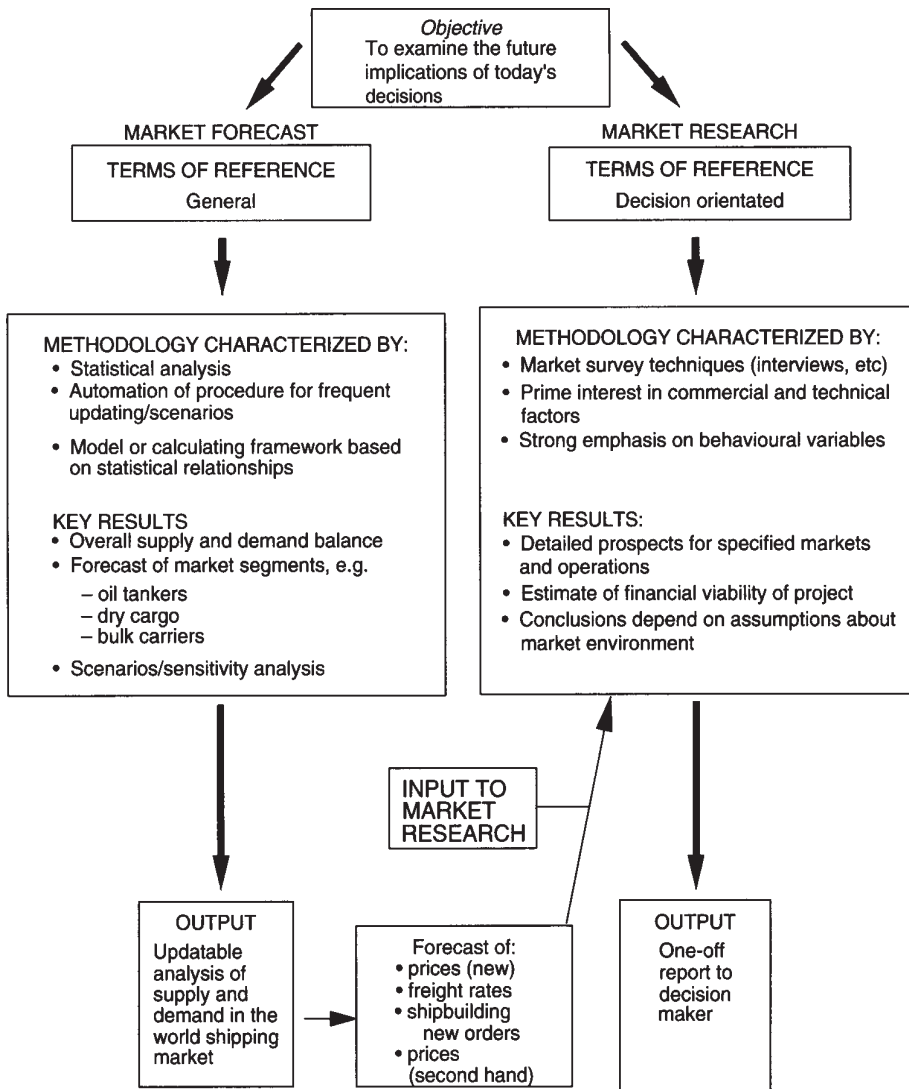 Objective
To examine the future
implications of today's
decisions
MARKET FORECAST
TERMS OF REFERENCE
General
MARKET RESEARCH
TERMS OF REFERENCE
Decision orientated
METHODOLOGY CHARACTERIZED BY:
• Statistical analysis
• Automation of procedure for frequent
updating/scenarios
• Model or calculating framework based
on statistical relationships
KEY RESULTS
• Overall supply and demand balance
• Forecast of market segments, e.g.
– oil tankers
– dry cargo
– bulk carriers
• Scenarios/sensitivity analysis
METHODOLOGY CHARACTERIZED BY:
• Market survey techniques (interviews, etc)
• Prime interest in commercial and technical
factors
• Strong emphasis on behavioural variables
KEY RESULTS:
• Detailed prospects for specified markets
and operations
• Estimate of financial viability of project
• Conclusions depend on assumptions about
market environment
INPUT TO
MARKET
RESEARCH
OUTPUT
Updatable
analysis of
supply and
demand in the
world shipping
market
Forecast of:
• prices (new)
• freight rates
• shipbuilding
new orders
• prices
(second hand)
OUTPUT
One-off
report to
decision
maker